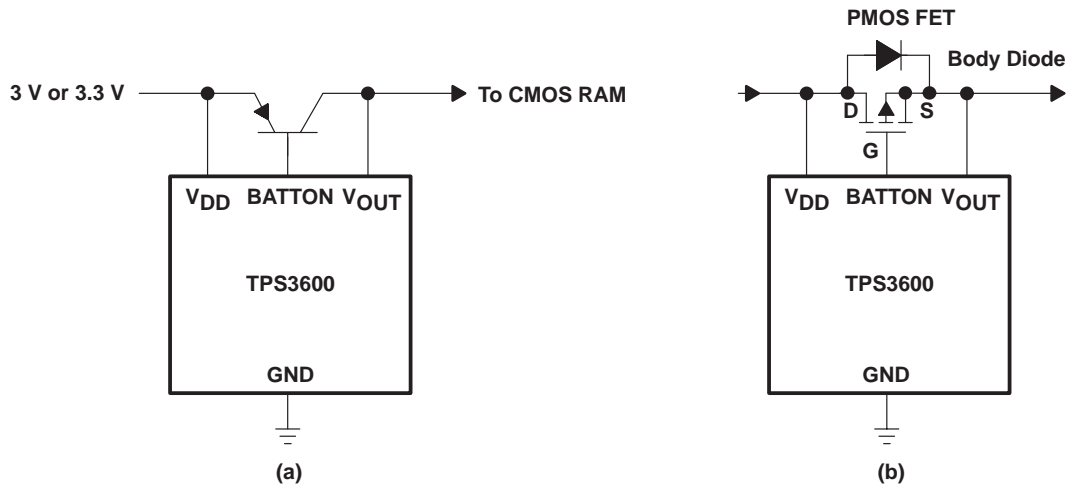 3 V or 3.3 V
To CMOS RAM
VDD BATTON VOUT
TPS3600
GND
(a)
PMOS FET
Body Diode
D S
G
VDD BATTON VOUT
TPS3600
GND
(b)